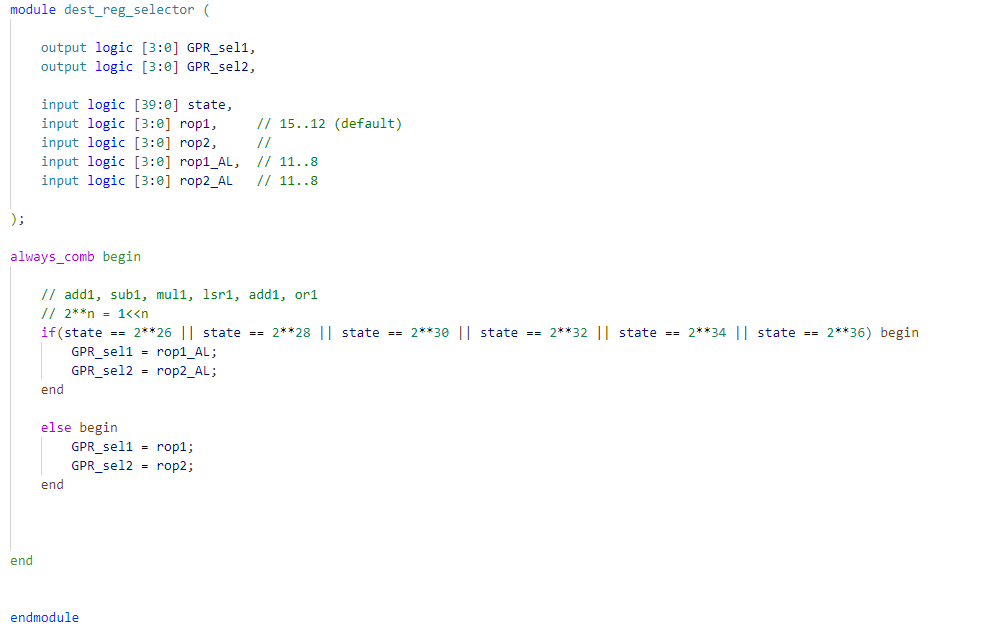 module dest_reg_selector (
output logic [3:0] GPR_sel1,
output logic [3:0] GPR_sel2,
input logic [39:0] state,
input logic [3:0] rop1,     // 15..12 (default)
input logic [3:0] rop2,     //
input logic [3:0] rop1_AL,  // 11..8
input logic [3:0] rop2_AL   // 11..8
);
always_comb begin
// add1, sub1, mul1, lsr1, add1, or1
// 2**n = 1<<n
if(state == 2**26 || state == 2**28 || state == 2**30 || state == 2**32 || state == 2**34 || state == 2**36) begin
GPR_sel1 = rop1_AL;
GPR_sel2 = rop2_AL;
end
else begin
GPR_sel1 = rop1;
GPR_sel2 = rop2;
end
end
endmodule